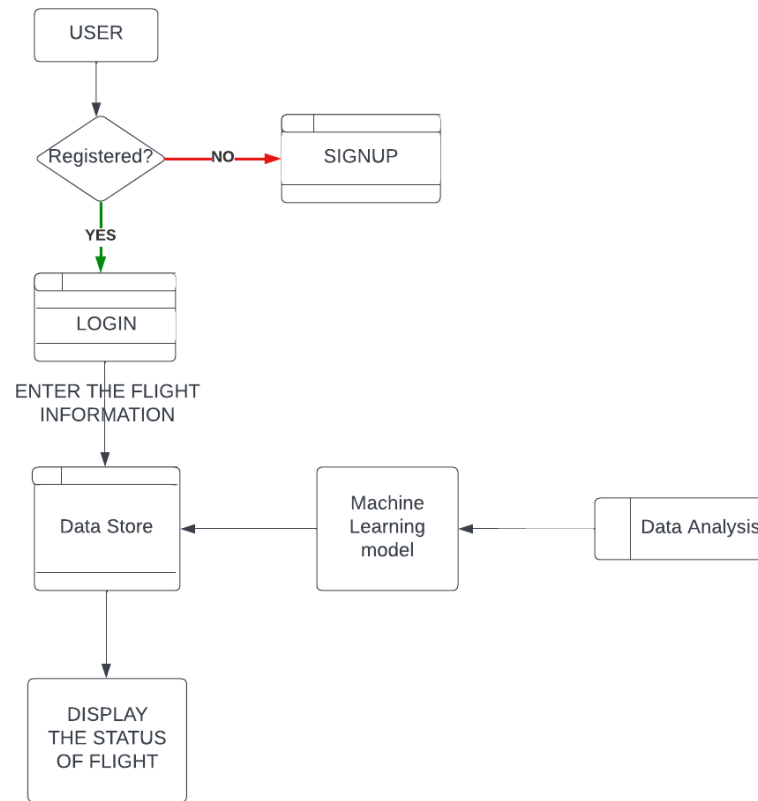 USER
Registered?
NO
SIGNUP
YES
LOGIN
ENTER THE FLIGHT
INFORMATION
Data Store
Machine
Learning
model
Data Analysis
DISPLAY
THE STATUS
OF FLIGHT